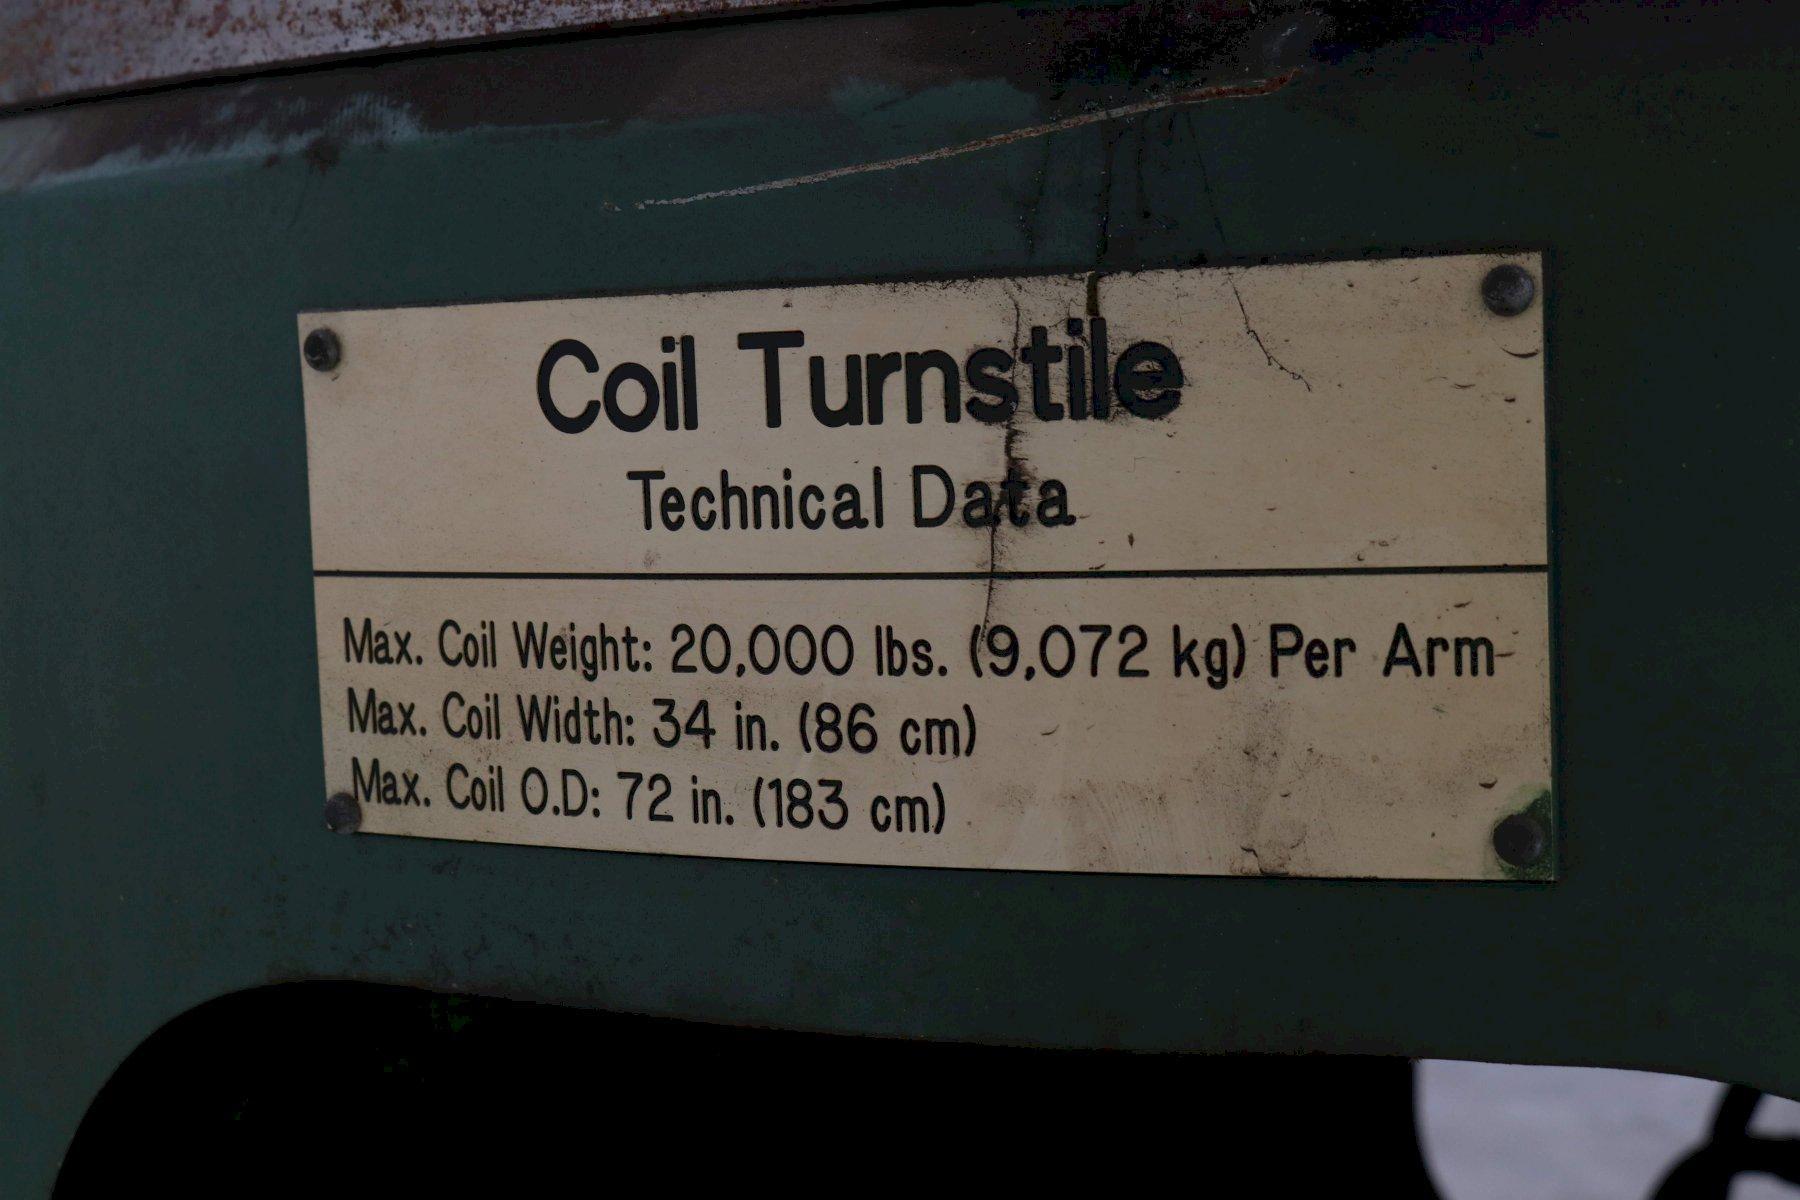 Coil Turnstile
Technical Data
Max. Coil Weight: 20,000 lbs. (9,072 kg) Per Arm
Max. Coil Width: 34 in. (86 cm)
Max. Coil O.D: 72 in. (183 cm)